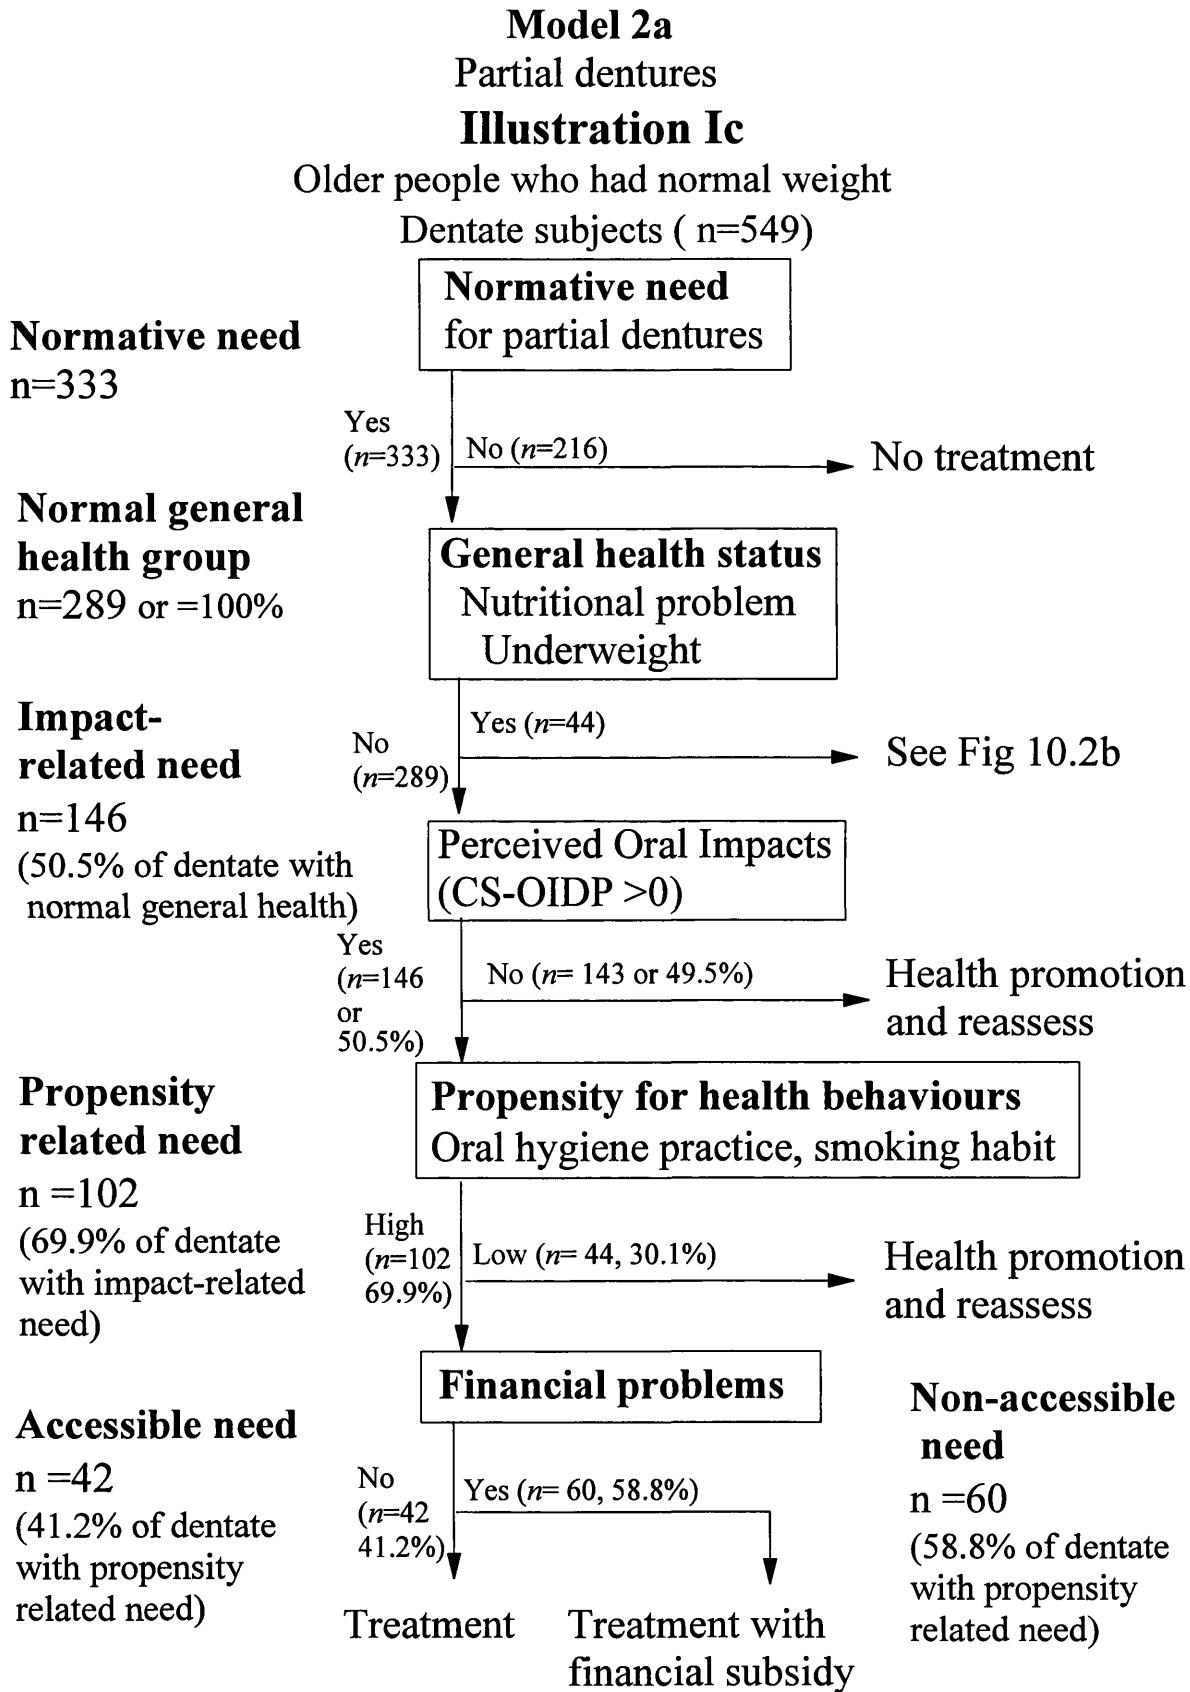 Model 2a
Partial dentures
Illustration Ic
Older people who had normal weight
Dentate subjects ( n=549)
Normative need
for partial dentures
Normative need
n=333
Yes
(n=333)
No (n=216)
No treatment
Normal general
health group
n=289 or =100%
General health status
Nutritional problem
Underweight
Impact-
related need
n=146
(50.5% of dentate with
normal general health)
Yes (n=44)
No
(n=289)
See Fig 10.2b
Perceived Oral Impacts
(CS-OIDP >0)
Yes
(n=146
or
50.5%)
No (n= 143 or 49.5%)
Health promotion
and reassess
Propensity
related need
n =102
(69.9% of dentate
with impact-related
need)
Propensity for health behaviours
Oral hygiene practice, smoking habit
High
(n=102
69.9%)
Low (n= 44, 30.1%)
Health promotion
and reassess
Financial problems
Accessible need
n =42
(41.2% of dentate
with propensity
related need)
No
(n=42
41.2%)
Yes (n= 60, 58.8%)
Non-accessible
need
n =60
(58.8% of dentate
with propensity
related need)
Treatment
Treatment with
financial subsidy